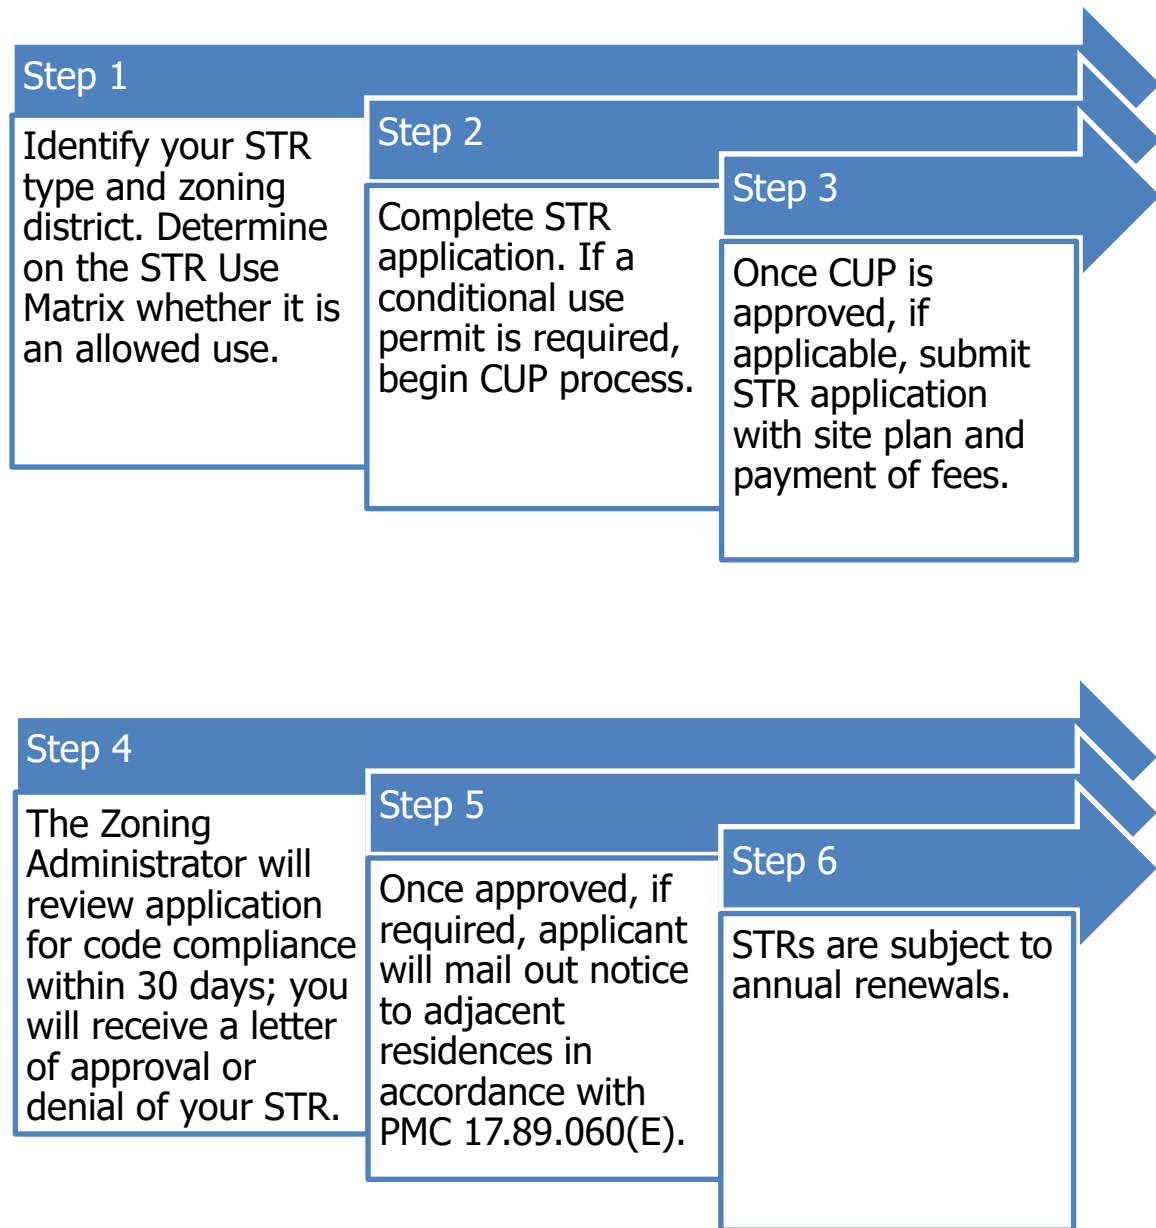 Step 1
Identify your STR
type and zoning
district. Determine
on the STR Use
Matrix whether it is
an allowed use.
Step 2
Complete STR
application. If a
conditional use
permit is required,
begin CUP process.
Step 3
Once CUP is
approved, if
applicable, submit
STR application
with site plan and
payment of fees.
Step 4
The Zoning
Administrator will
review application
for code compliance
within 30 days; you
will receive a letter
of approval or
denial of your STR.
Step 5
Once approved, if
required, applicant
will mail out notice
to adjacent
residences in
accordance with
PMC 17.89.060(E).
Step 6
STRs are subject to
annual renewals.